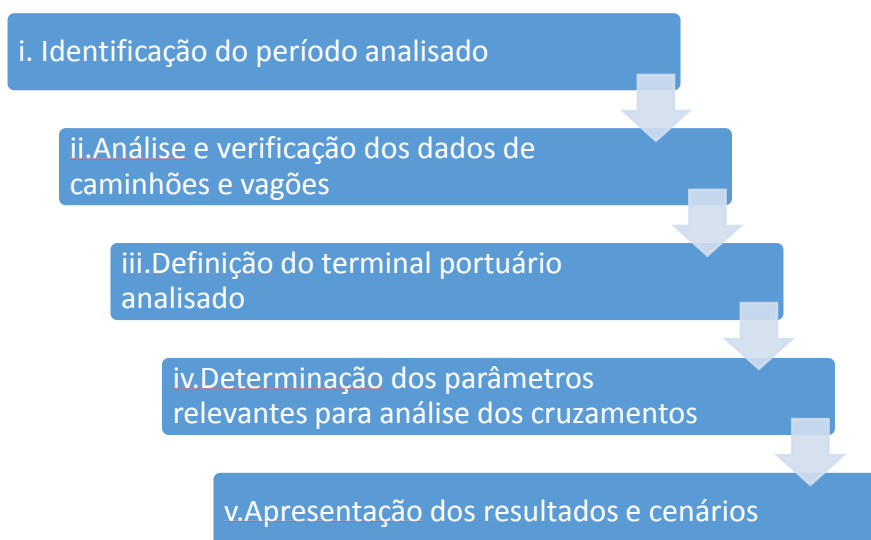 i. Identificação do período analisado
ii.Análise e verificação dos dados de
caminhões e vagões
iii.Definição do terminal portuário
analisado
iv.Determinação dos parâmetros
relevantes para análise dos cruzamentos
v.Apresentação dos resultados e cenários